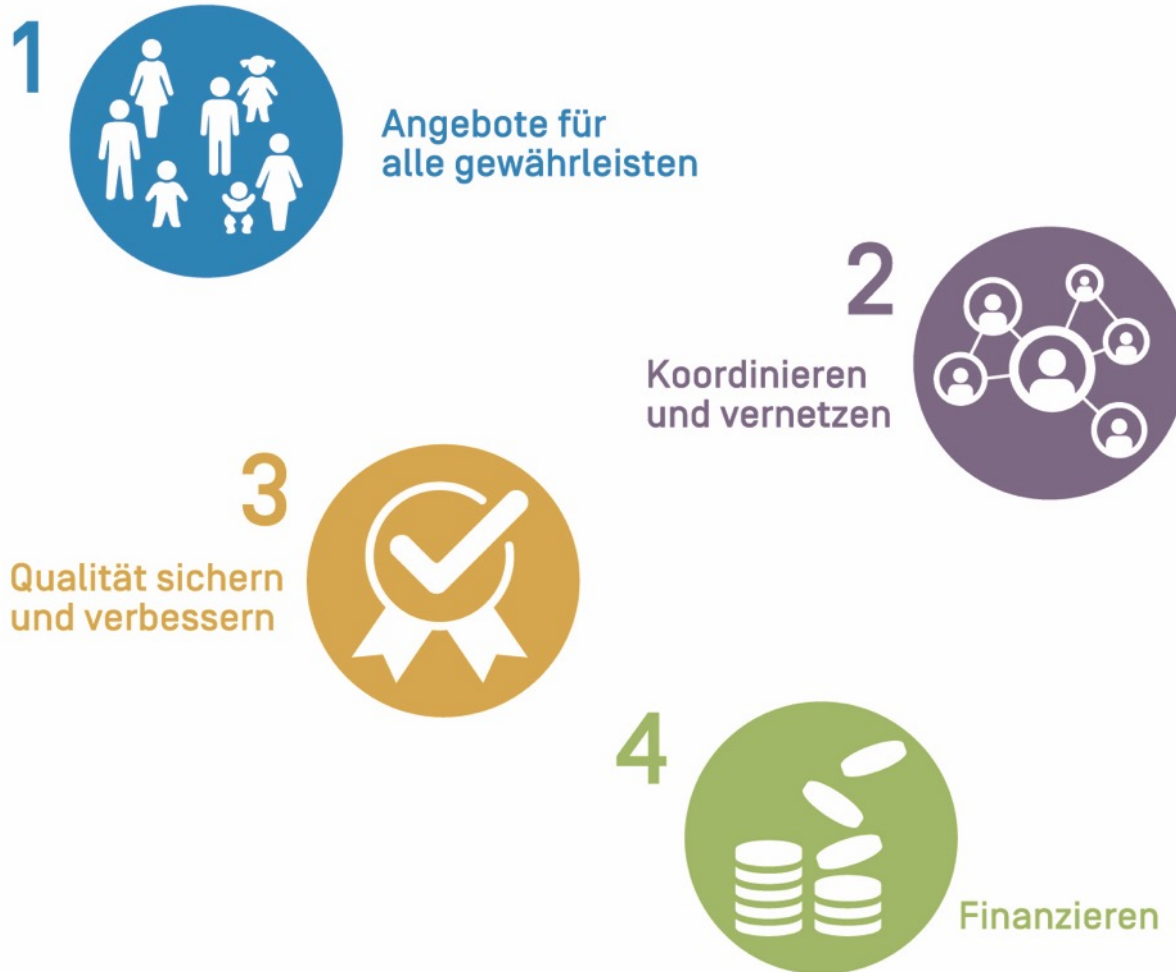 1
Angebote für
alle gewährleisten
2
Koordinieren
und vernetzen
3
Qualität sichern
und verbessern
4
Finanzieren